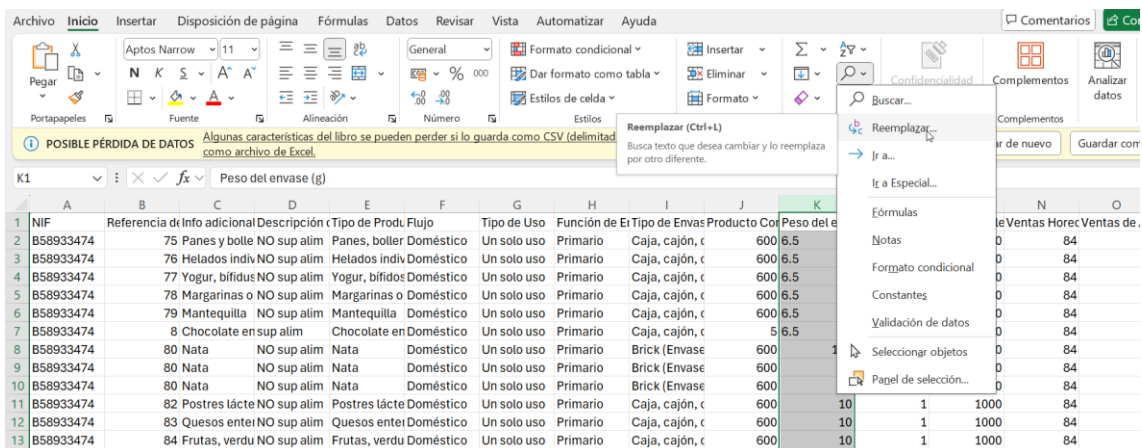 Archivo Inicio Insertar Disposición de página Fórmulas Datos Revisar Vista Automatizar Ayuda Comentarios
Aptos Narrow 11 General Formato condicional Insertar
Pegar N K S A A % 000 Dar formato como tabla Eliminar Confidencialidad Complementos Analizar datos
A Estilos de celda Formato
Portapapeles Fuente Alineación Número Estilos Complementos
Buscar...
Reemplazar...
Ir a...
Ir a Especial...
Fórmulas
Notas
Formato condicional
Constantes
Validación de datos
Seleccionar objetos
Panel de selección...
Reemplazar (Ctrl+L)
Busca texto que desea cambiar y lo reemplaza
por otro diferente.
POSIBLE PÉRDIDA DE DATOS Algunas características del libro se pueden perder si lo guarda como CSV (delimitad
como archivo de Excel. de nuevo Guardar com
K1 fx Peso del envase (g)
A B C D E F G H I J K N O
1 NIF Referencia de Info adicional Descripción Tipo de Produ Flujo Tipo de Uso Función de E Tipo de Envas Producto Cor Peso del e Ventas Horec Ventas de
2 B58933474 75 Panes y bolle NO sup alim Panes, boller Doméstico Un solo uso Primario Caja, cajón, c 600 6.5 0 84
3 B58933474 76 Helados indiv NO sup alim Helados indiv Doméstico Un solo uso Primario Caja, cajón, c 600 6.5 0 84
4 B58933474 77 Yogur, bífidus NO sup alim Yogur, bífidos Doméstico Un solo uso Primario Caja, cajón, c 600 6.5 0 84
5 B58933474 78 Margarinas o NO sup alim Margarinas o Doméstico Un solo uso Primario Caja, cajón, c 600 6.5 0 84
6 B58933474 79 Mantequilla NO sup alim Mantequilla Doméstico Un solo uso Primario Caja, cajón, c 600 6.5 0 84
7 B58933474 8 Chocolate en sup alim Chocolate en Doméstico Un solo uso Primario Caja, cajón, c 5 6.5 0 84
8 B58933474 80 Nata NO sup alim Nata Doméstico Un solo uso Primario Brick (Envase 600 1 0 84
9 B58933474 80 Nata NO sup alim Nata Doméstico Un solo uso Primario Brick (Envase 600 0 84
10 B58933474 80 Nata NO sup alim Nata Doméstico Un solo uso Primario Brick (Envase 600 0 84
11 B58933474 82 Postres lácte NO sup alim Postres lácte Doméstico Un solo uso Primario Caja, cajón, c 600 10 1 1000 84
12 B58933474 83 Quesos enter NO sup alim Quesos enter Doméstico Un solo uso Primario Caja, cajón, c 600 10 1 1000 84
13 B58933474 84 Frutas, verdu NO sup alim Frutas, verdu Doméstico Un solo uso Primario Caja, cajón, c 600 10 1 1000 84